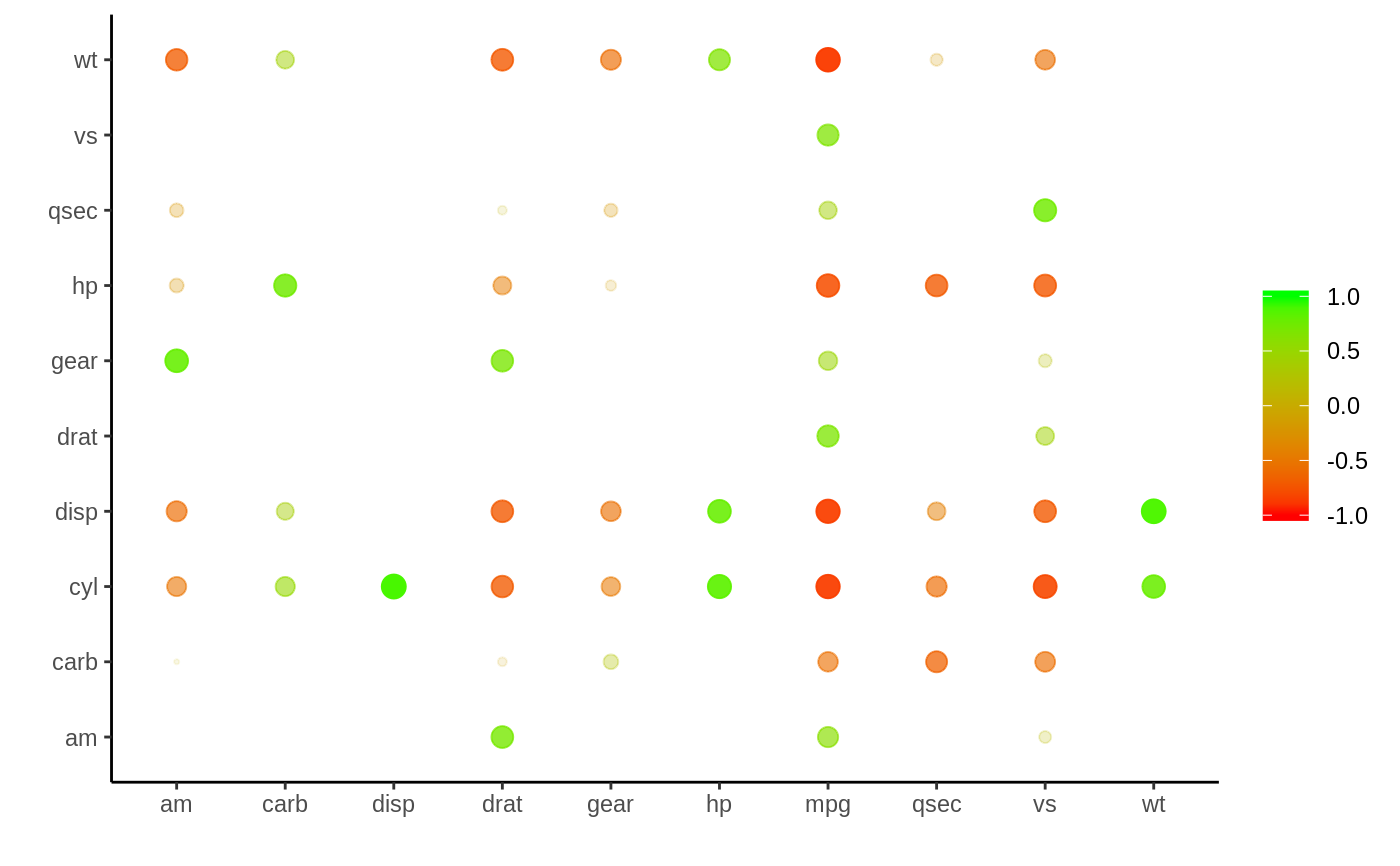 wt
vs
qsec
hp
gear
drat
disp
cyl
carb
am
am carb disp drat gear hp mpg qsec vs wt
1.0
0.5
0.0
-0.5
-1.0